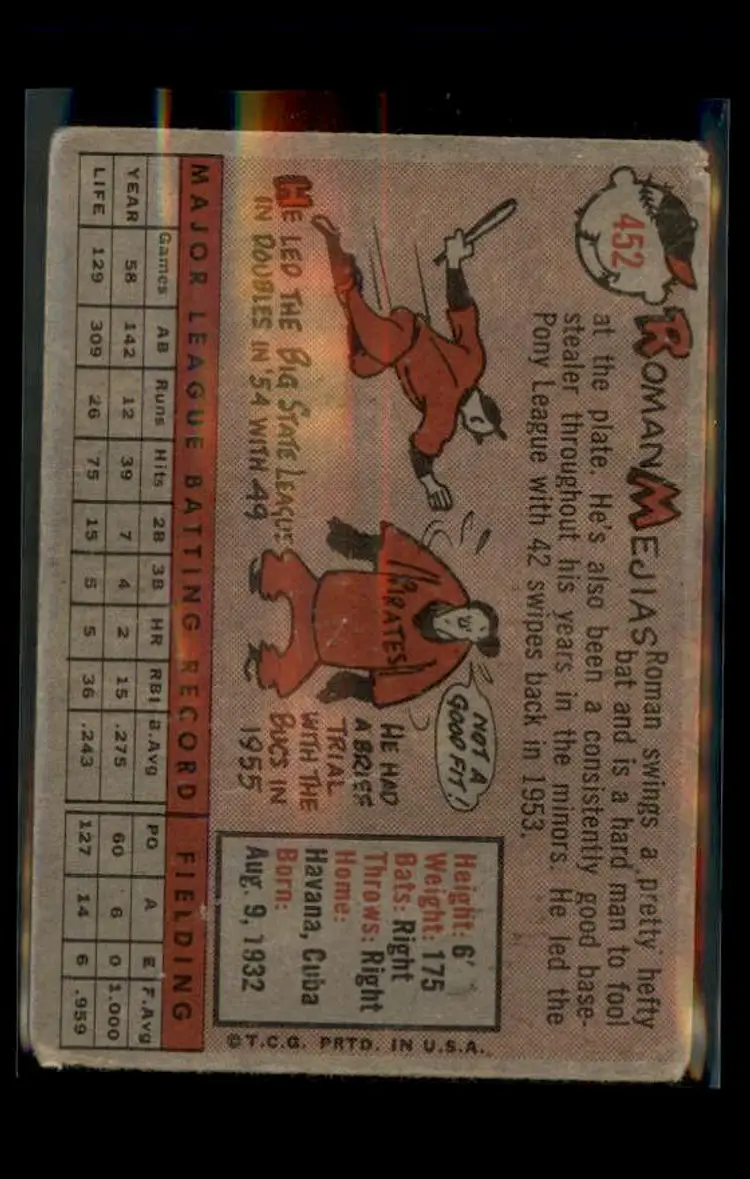 452
ROMAN MEJIAS
Roman swings a pretty hefty
bat and is a hard man to fool
at the plate. He's also been a consistently good base-
stealer throughout his years in the minors. He led the
Pony League with 42 swipes back in 1953.
NOT A
GOOD FIT!
PIRATES
HE LED THE BIG STATE LEAGUE
IN DOUBLES IN '54 WITH 49
HE HAD
A BRIEF
TRIAL
WITH THE
BUCS IN
1955
Height: 6'
Weight: 175
Bats: Right
Throws: Right
Home:
Havana, Cuba
Born:
Aug. 9, 1932
©T.C.G. PRTD. IN U.S.A.
MAJOR LEAGUE BATTING RECORD FIELDING
Games AB Runs Hits 2B 3B HR RBI B.Avg PO A E F.Avg
YEAR 58 142 12 39 7 4 2 15 .275 60 6 0 1.000
LIFE 129 309 26 75 15 5 5 36 .243 127 14 6 .959